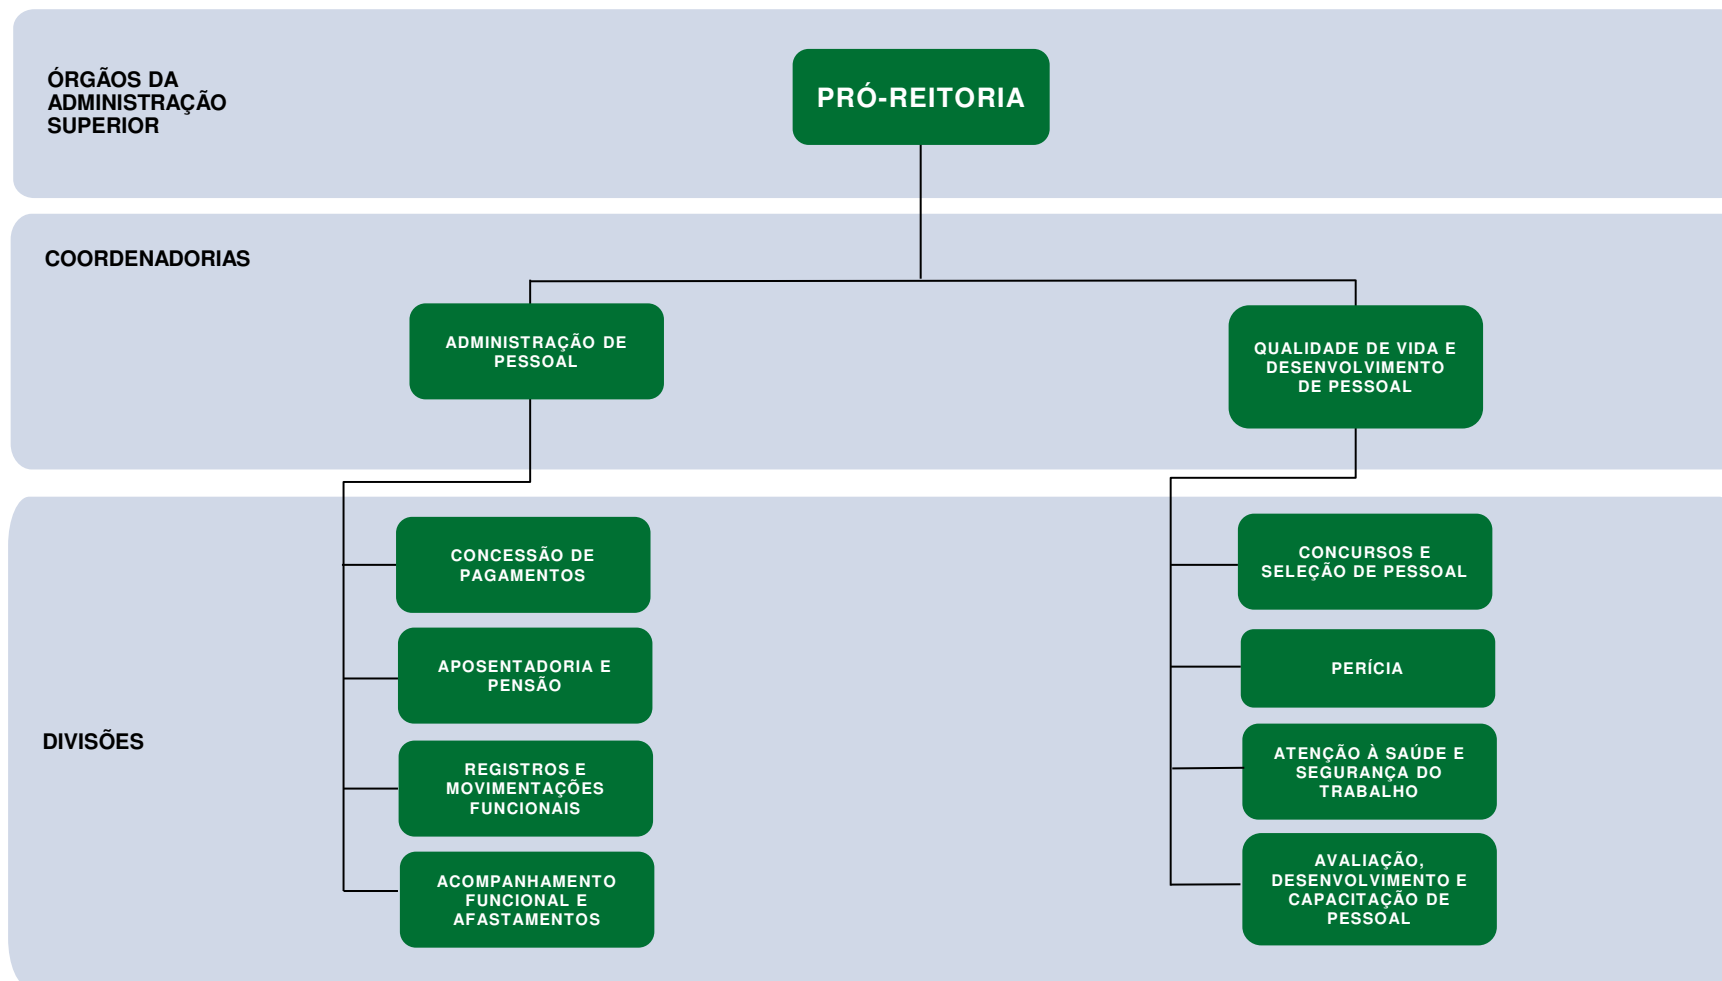 ÓRGÃOS DA
ADMINISTRAÇÃO
SUPERIOR
PRÓ-REITORIA
COORDENADORIAS
ADMINISTRAÇÃO DE
PESSOAL
QUALIDADE DE VIDA E
DESENVOLVIMENTO
DE PESSOAL
DIVISÕES
CONCESSÃO DE
PAGAMENTOS
APOSENTADORIA E
PENSÃO
REGISTROS E
MOVIMENTAÇÕES
FUNCIONAIS
ACOMPANHAMENTO
FUNCIONAL E
AFASTAMENTOS
CONCURSOS E
SELEÇÃO DE PESSOAL
PERÍCIA
ATENÇÃO À SAÚDE E
SEGURANÇA DO
TRABALHO
AVALIAÇÃO,
DESENVOLVIMENTO E
CAPACITAÇÃO DE
PESSOAL